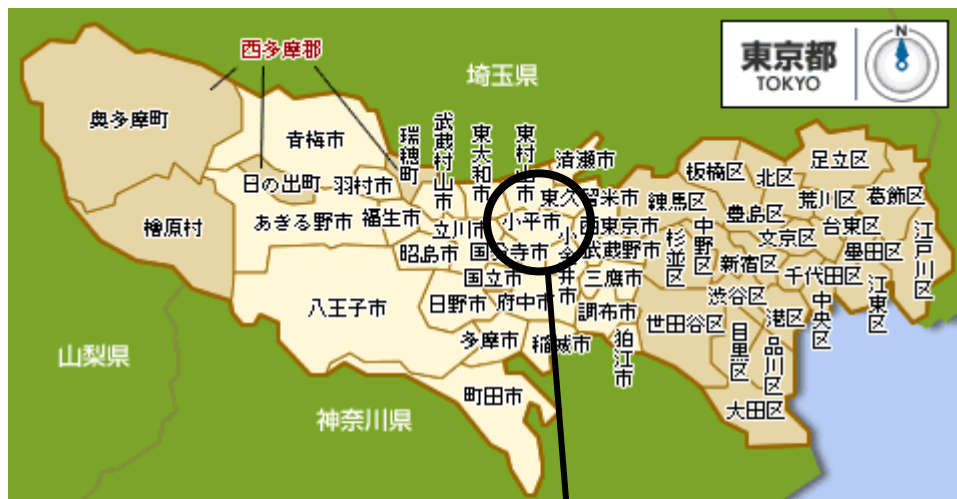 東京都
TOKYO
N
埼玉県
山梨県
神奈川県
西多摩郡
奥多摩町
青梅市
瑞穂町
武蔵村山市
東大和市
東村山市
清瀬市
日の出町
羽村市
東久留米市
檜原村
あきる野市
福生市
立川市
小平市
西東京市
昭島市
国分寺市
小金井市
武蔵野市
国立市
三鷹市
八王子市
日野市
府中市
調布市
多摩市
稲城市
狛江市
町田市
板橋区
北区
足立区
練馬区
豊島区
荒川区
葛飾区
中野区
文京区
台東区
杉並区
新宿区
墨田区
江戸川区
千代田区
渋谷区
港区
中央区
江東区
世田谷区
目黒区
品川区
大田区